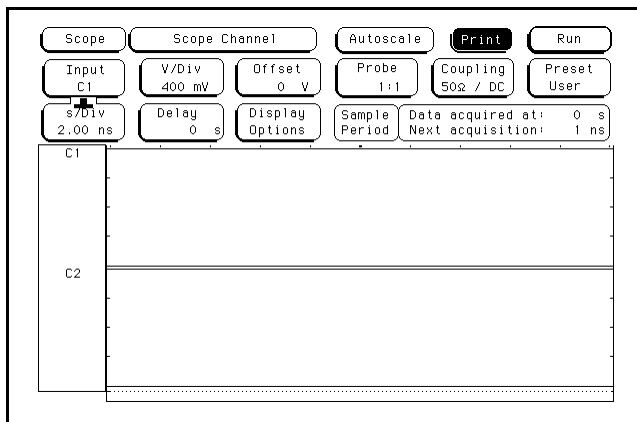 Scope Scope Channel Autoscale Print Run
Input V/Div Offset Probe Coupling Preset
C1 400 mV 0 V 1:1 50Ω / DC User
s/Div Delay Display Sample Data acquired at: 0 s
2.00 ns 0 s Options Period Next acquisition: 1 ns
C1
C2